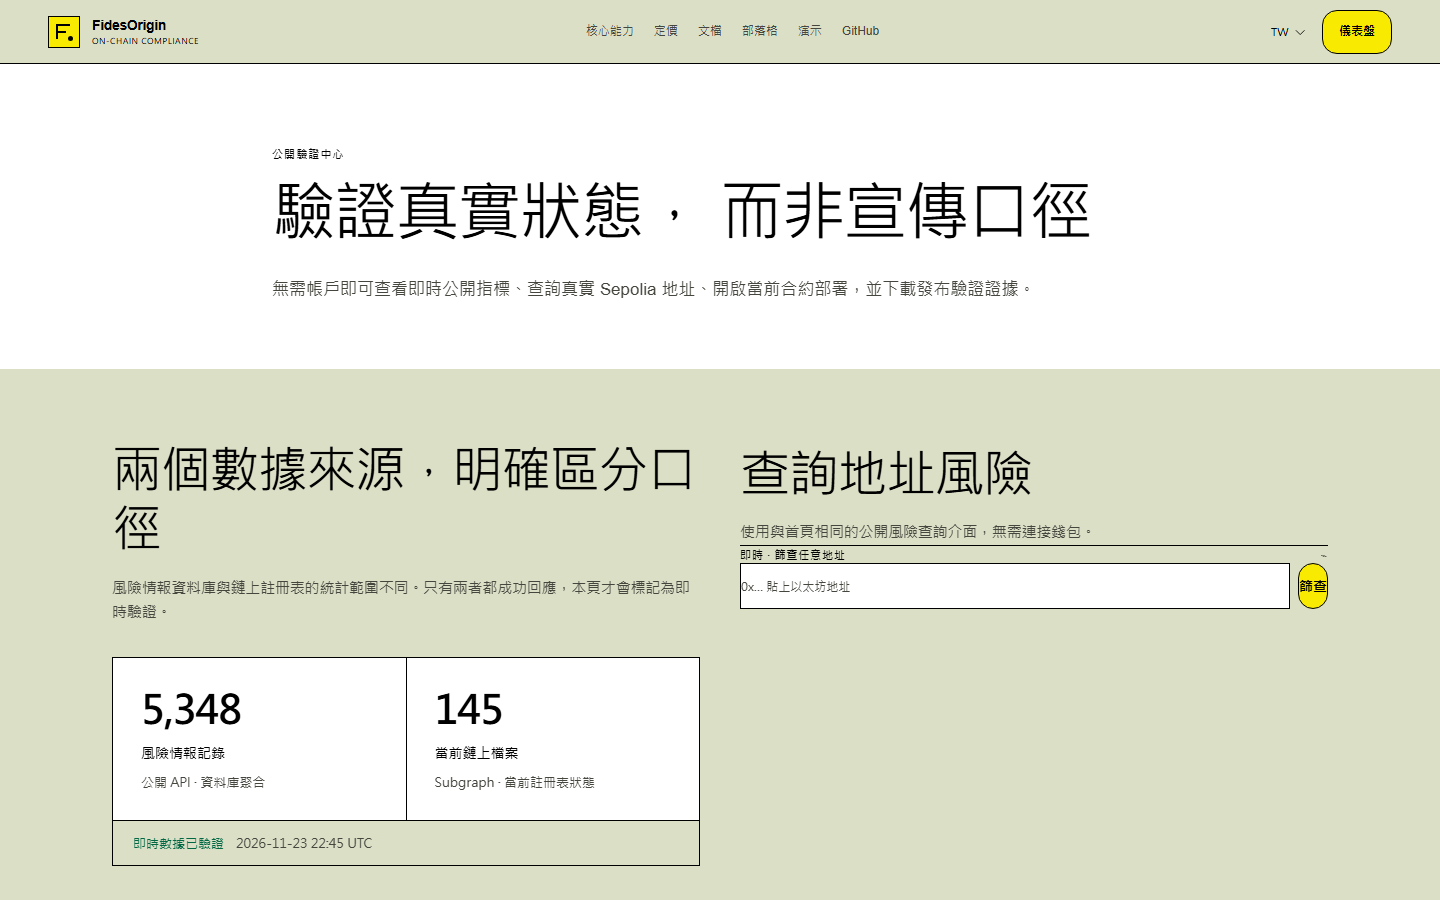 FidesOrigin
ON-CHAIN COMPLIANCE
核心能力 定價 文檔 部落格 演示 GitHub
TW
儀表盤
公開驗證中心
驗證真實狀態， 而非宣傳口徑
無需帳戶即可查看即時公開指標、查詢真實 Sepolia 地址、開啟當前合約部署，並下載發布驗證證據。
兩個數據來源，明確區分口
徑
風險情報資料庫與鏈上註冊表的統計範圍不同。只有兩者都成功回應，本頁才會標記為即
時驗證。
5,348
風險情報記錄
公開 API · 資料庫聚合
145
當前鏈上檔案
Subgraph · 當前註冊表狀態
即時數據已驗證 2026-11-23 22:45 UTC
查詢地址風險
使用與首頁相同的公開風險查詢介面，無需連接錢包。
即時 · 篩查任意地址
0x... 貼上以太坊地址
篩查